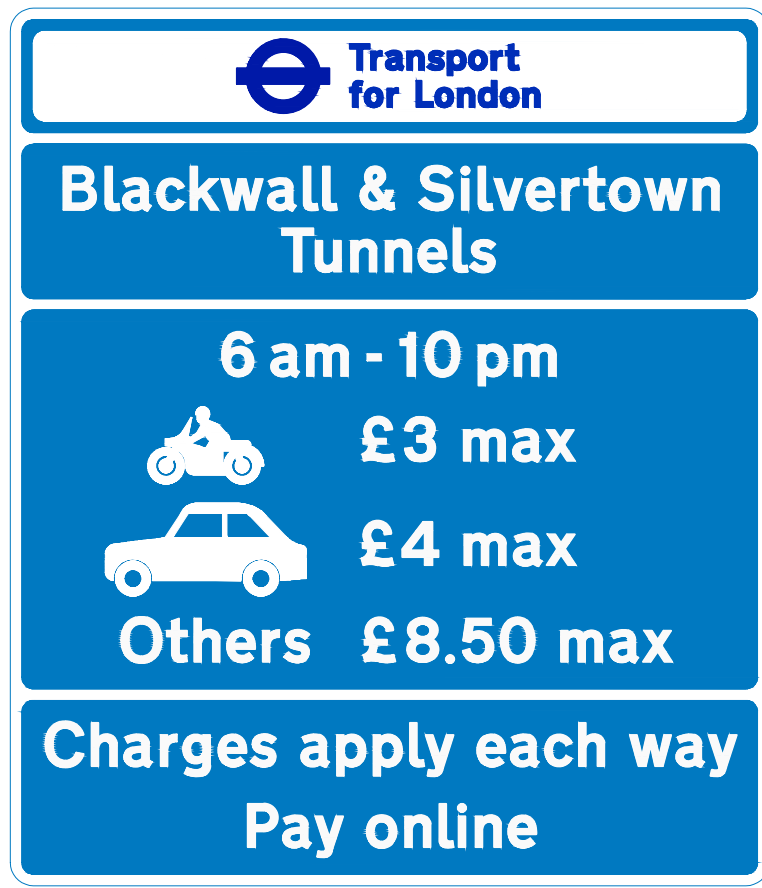 Transport
for London
Blackwall & Silvertown
Tunnels
6 am - 10 pm
£3 max
£4 max
Others £8.50 max
Charges apply each way
Pay online